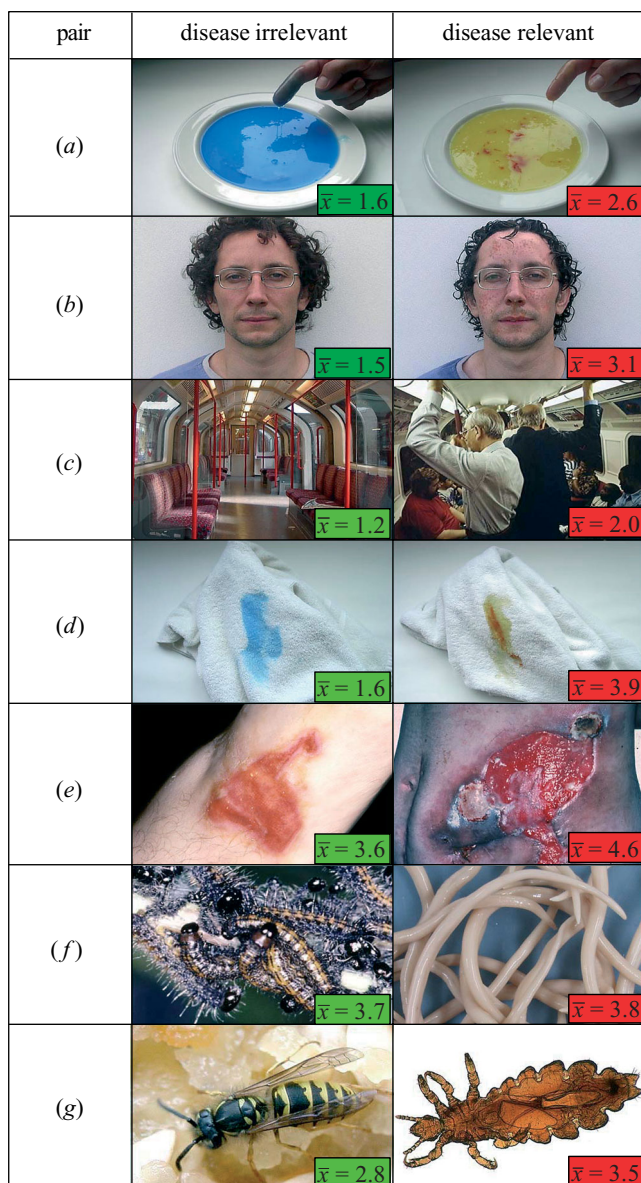 pair disease irrelevant disease relevant
(a) x̄ = 1.6 x̄ = 2.6
(b) x̄ = 1.5 x̄ = 3.1
(c) x̄ = 1.2 x̄ = 2.0
(d) x̄ = 1.6 x̄ = 3.9
(e) x̄ = 3.6 x̄ = 4.6
(f) x̄ = 3.7 x̄ = 3.8
(g) x̄ = 2.8 x̄ = 3.5